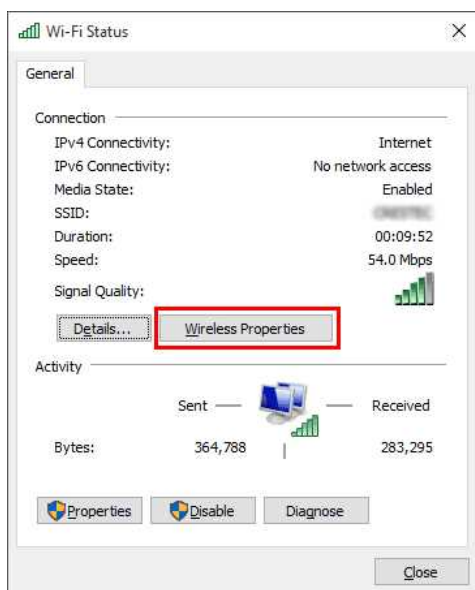 Wi-Fi Status
General
Connection
IPv4 Connectivity: Internet
IPv6 Connectivity: No network access
Media State: Enabled
SSID:
Duration: 00:09:52
Speed: 54.0 Mbps
Signal Quality:
Details... Wireless Properties
Activity
Sent Received
Bytes: 364,788 283,295
Properties Disable Diagnose
Close